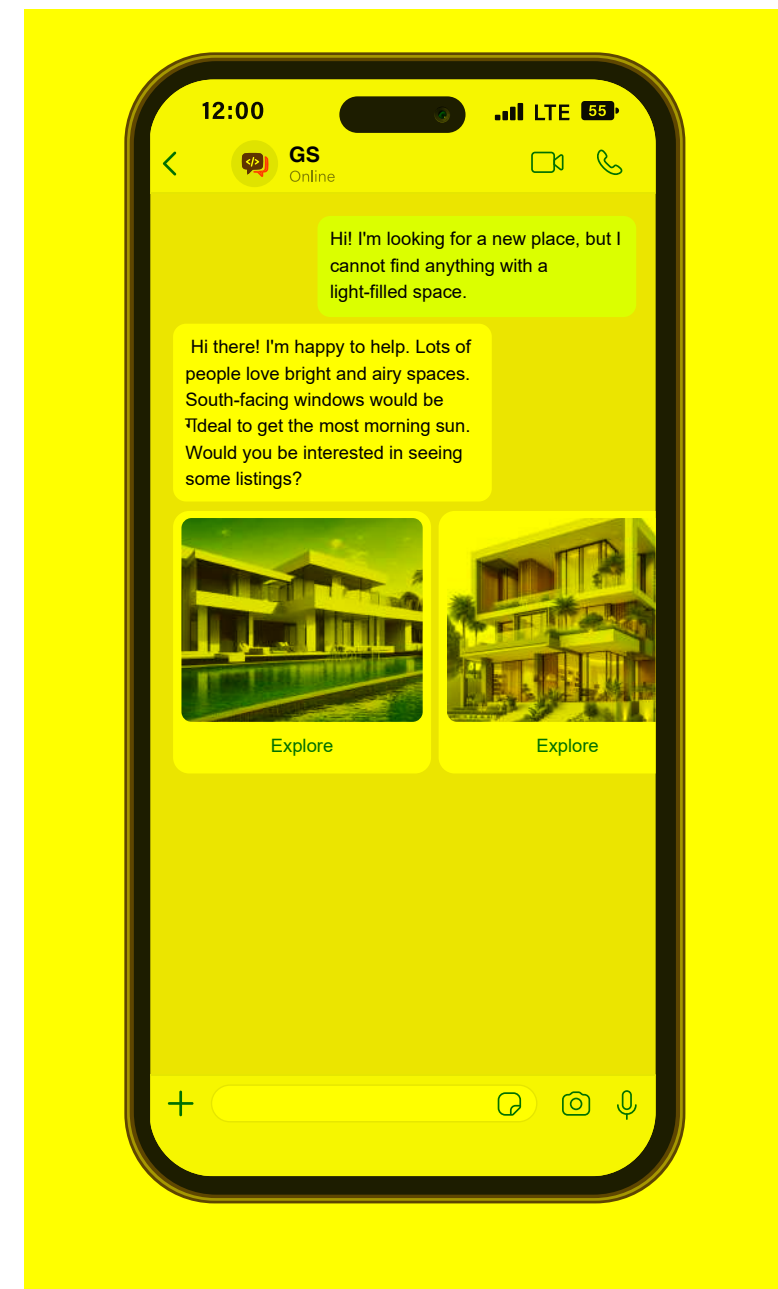 12:00
LTE 55
GS
Online
Hi! I'm looking for a new place, but I
cannot find anything with a
light-filled space.
Hi there! I'm happy to help. Lots of
people love bright and airy spaces.
South-facing windows would be
गdeal to get the most morning sun.
Would you be interested in seeing
some listings?
Explore
Explore